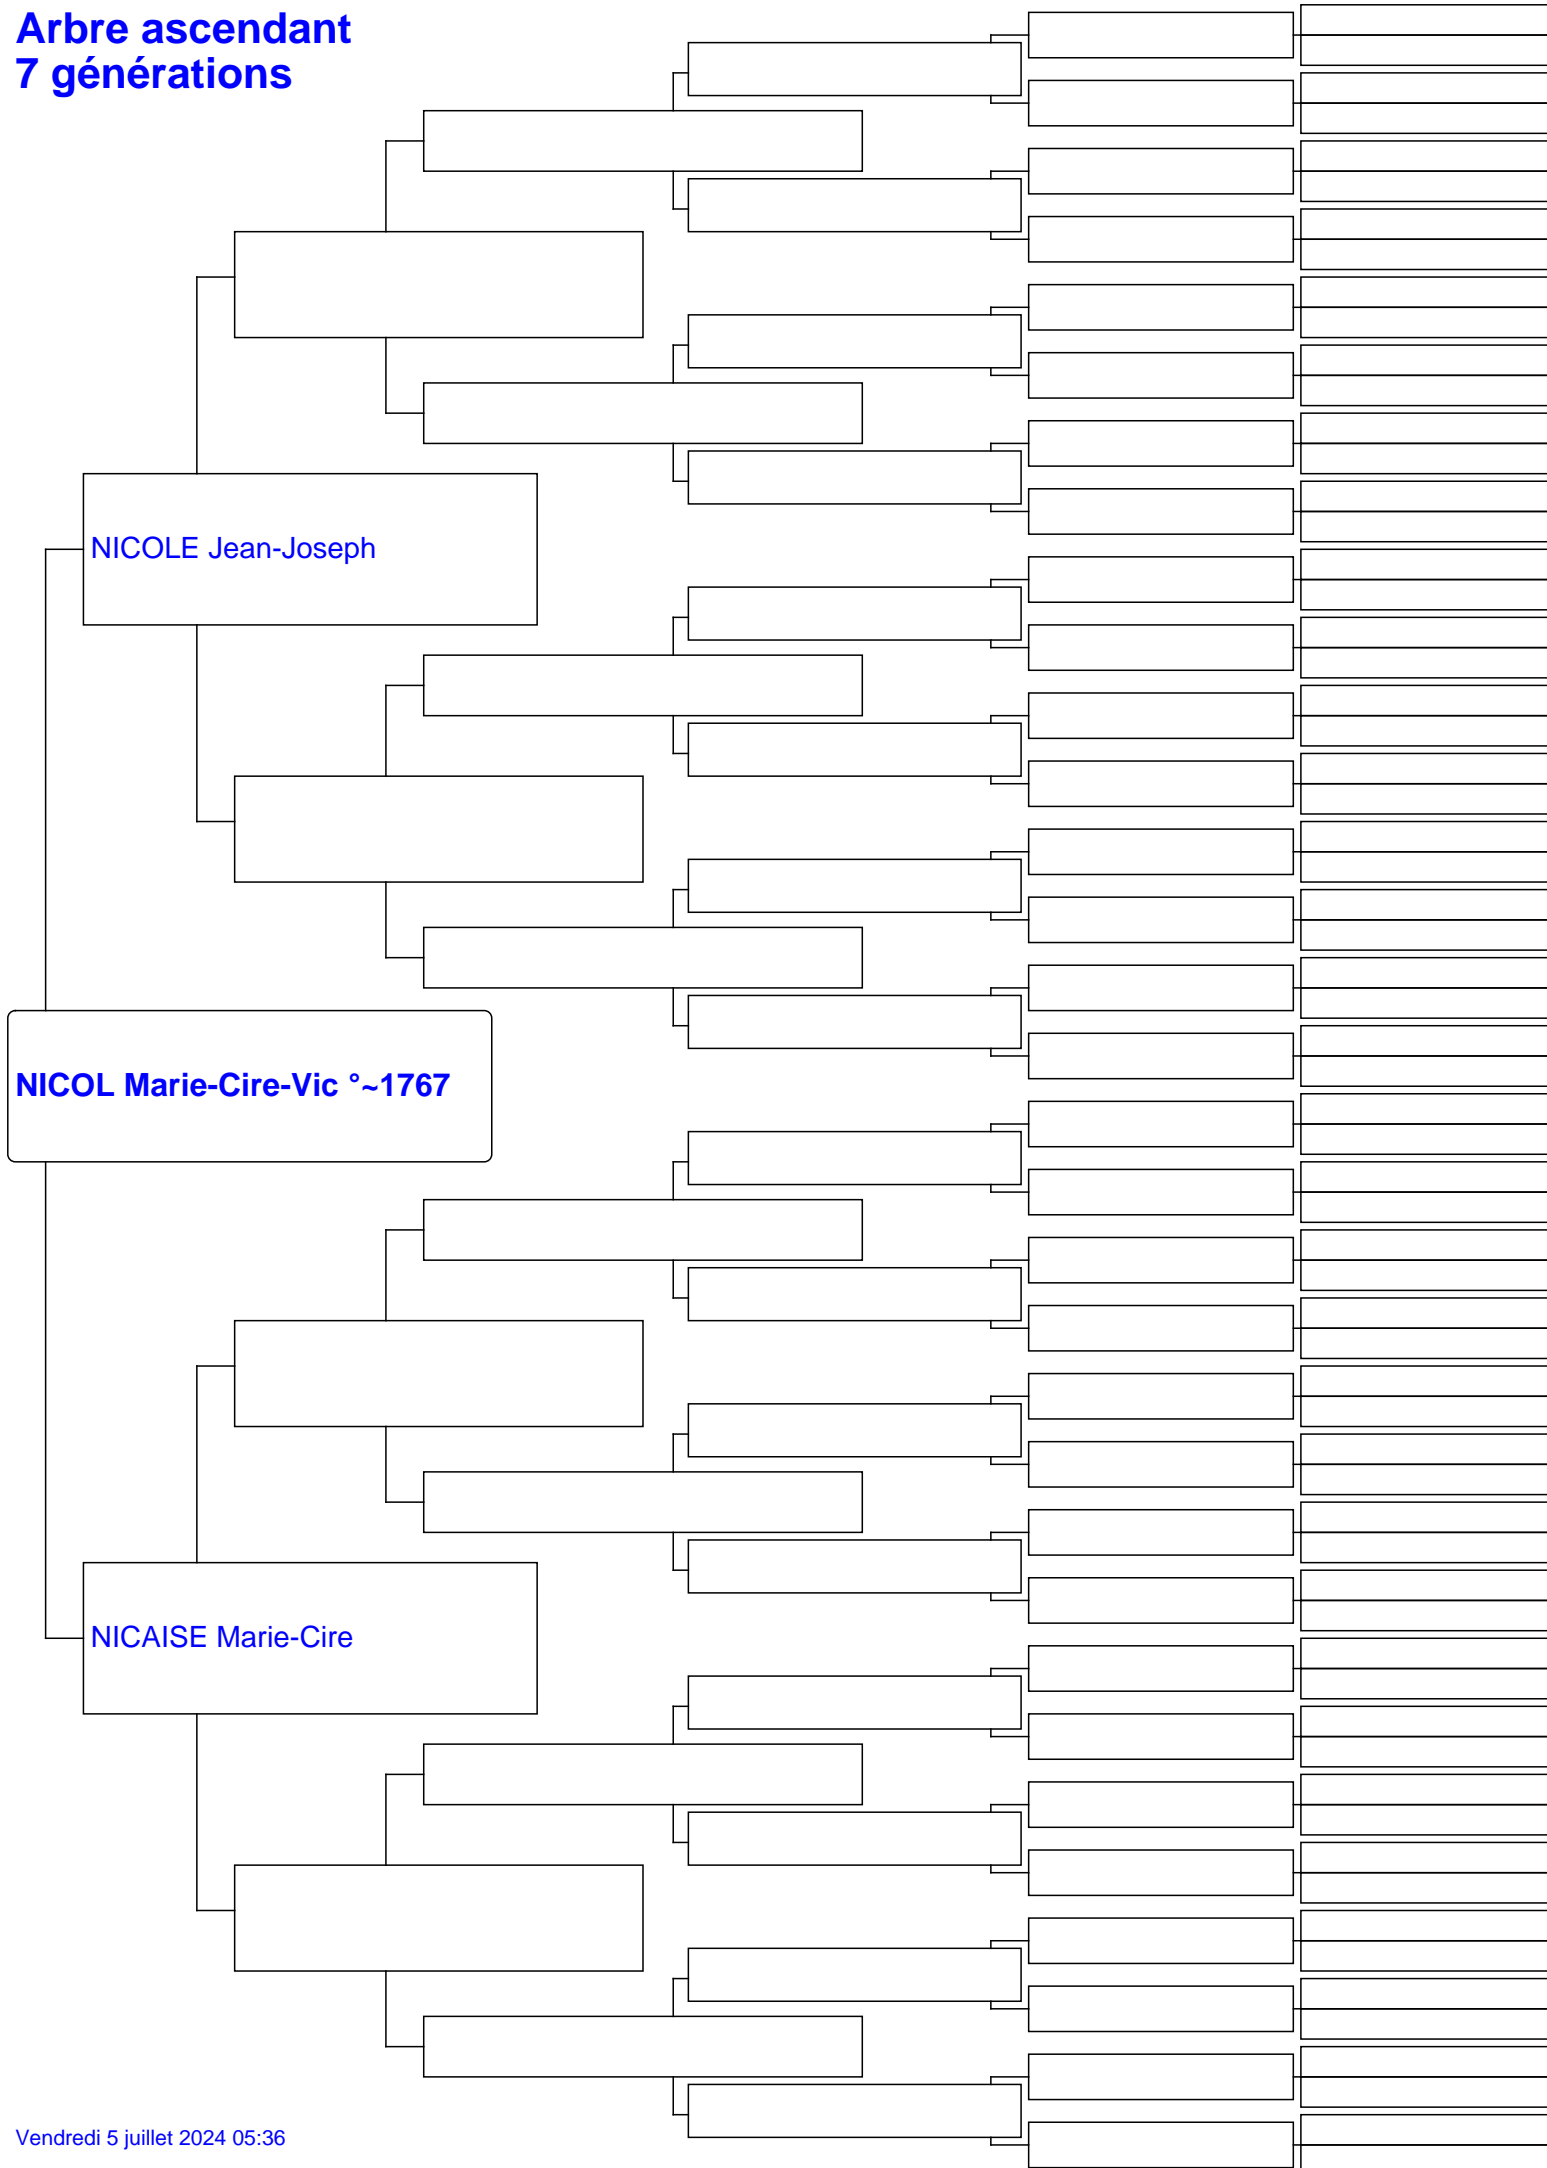 Arbre ascendant
7 générations
NICOLE Jean-Joseph
NICOL Marie-Cire-Vic °~1767
NICAISE Marie-Cire
Vendredi 5 juillet 2024 05:36